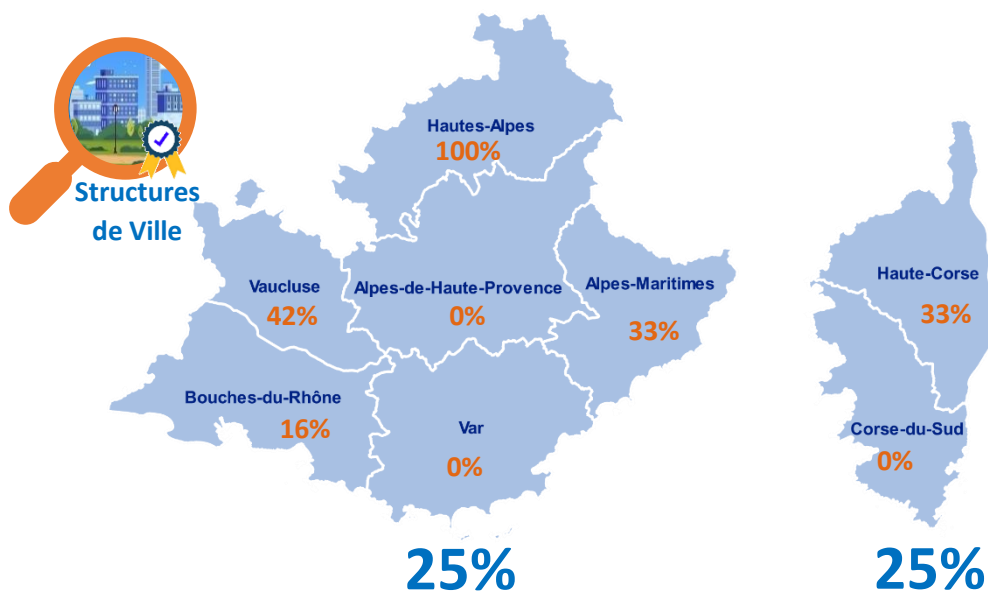 Structures
de Ville
Hautes-Alpes
100%
Vaucluse
42%
Alpes-de-Haute-Provence
0%
Alpes-Maritimes
33%
Bouches-du-Rhône
16%
Var
0%
25%
Haute-Corse
33%
Corse-du-Sud
0%
25%